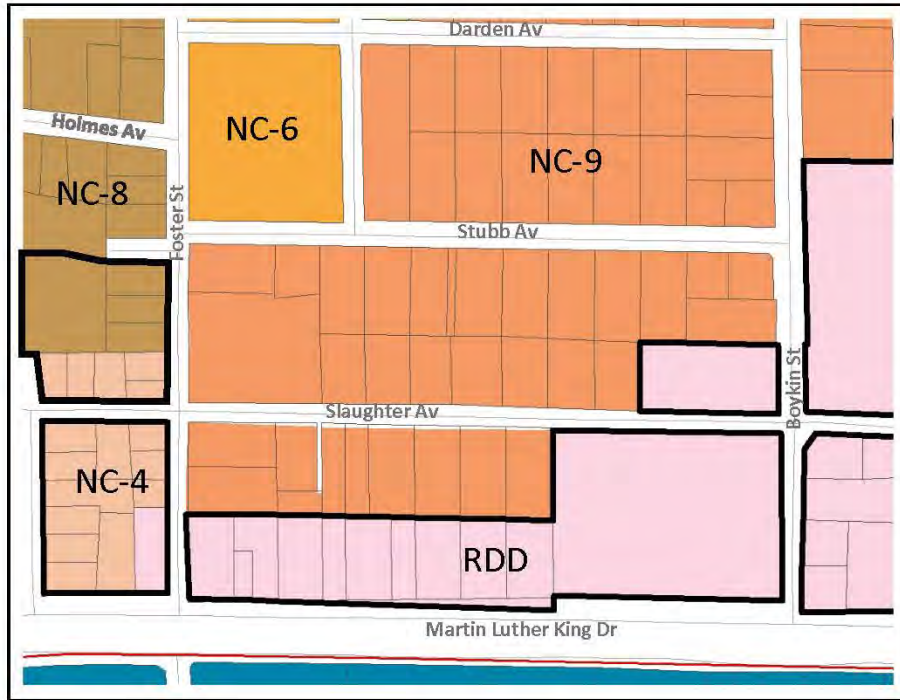 Darden Av
Holmes Av
NC-6
NC-9
NC-8
Foster St
Stubb Av
Boykin St
Slaughter Av
NC-4
RDD
Martin Luther King Dr